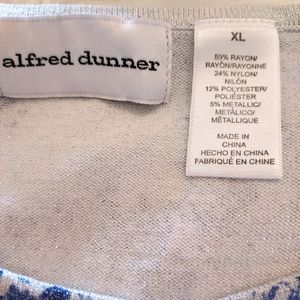 alfred dunner
XL
59% RAYON/
RAYÓN/RAYONNE
24% NYLON/
NILÓN
12% POLYESTER/
POLIÉSTER
5% METALLIC/
METÁLICO/
MÉTALLIQUE
MADE IN
CHINA
HECHO EN CHINA
FABRIQUÉ EN CHINE